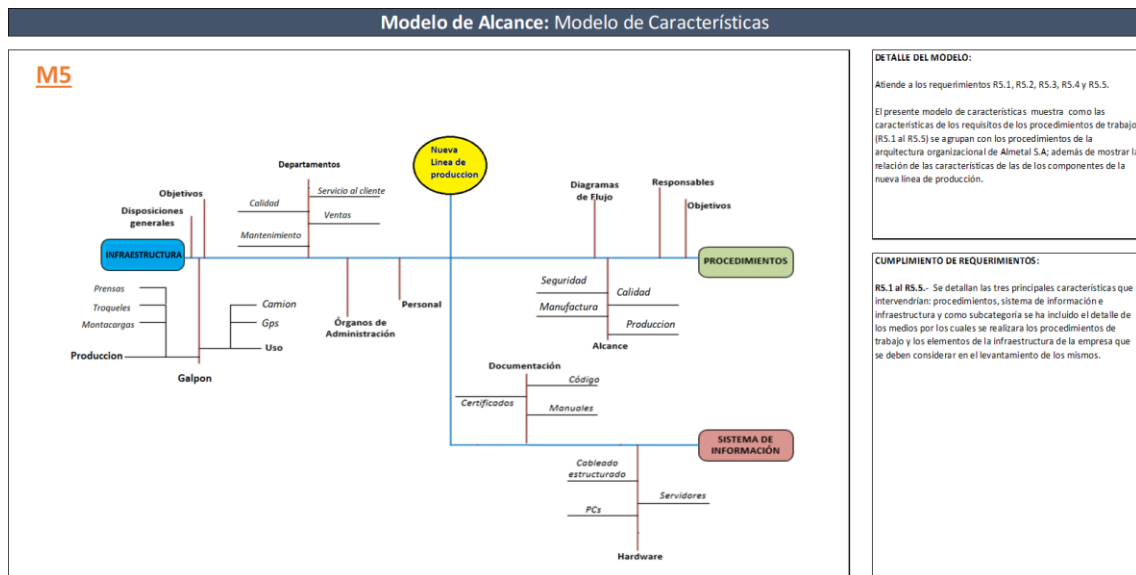 Modelo de Alcance: Modelo de Características
M5
Nueva
Linea de
produccion
Departamentos
Servicio al cliente
Calidad
Ventas
Mantenimiento
Objetivos
Disposiciones
generales
INFRAESTRUCTURA
Prensas
Troqueles
Montacargas
Produccion
Camion
Gps
Uso
Galpon
Órganos de
Administración
Personal
Diagramas
de Flujo
Responsables
Objetivos
PROCEDIMIENTOS
Seguridad
Calidad
Manufactura
Produccion
Alcance
Documentación
Código
Certificados
Manuales
SISTEMA DE
INFORMACIÓN
Cableado
estructurado
Servidores
PCs
Hardware
DETALLE DEL MODELO:
Atiende a los requerimientos R5.1, R5.2, R5.3, R5.4 y R5.5.
El presente modelo de características muestra como las
características de los requisitos de los procedimientos de trabajo
(R5.1 al R5.5) se agrupan con los procedimientos de la
arquitectura organizacional de Almetal S.A; además de mostrar la
relación de las características de las de los componentes de la
nueva línea de producción.
CUMPLIMIENTO DE REQUERIMIENTOS:
R5.1 al R5.5.- Se detallan las tres principales características que
intervendrían: procedimientos, sistema de información e
infraestructura y como subcategoria se ha incluido el detalle de
los medios por los cuales se realizara los procedimientos de
trabajo y los elementos de la infraestructura de la empresa que
se deben considerar en el levantamiento de los mismos.